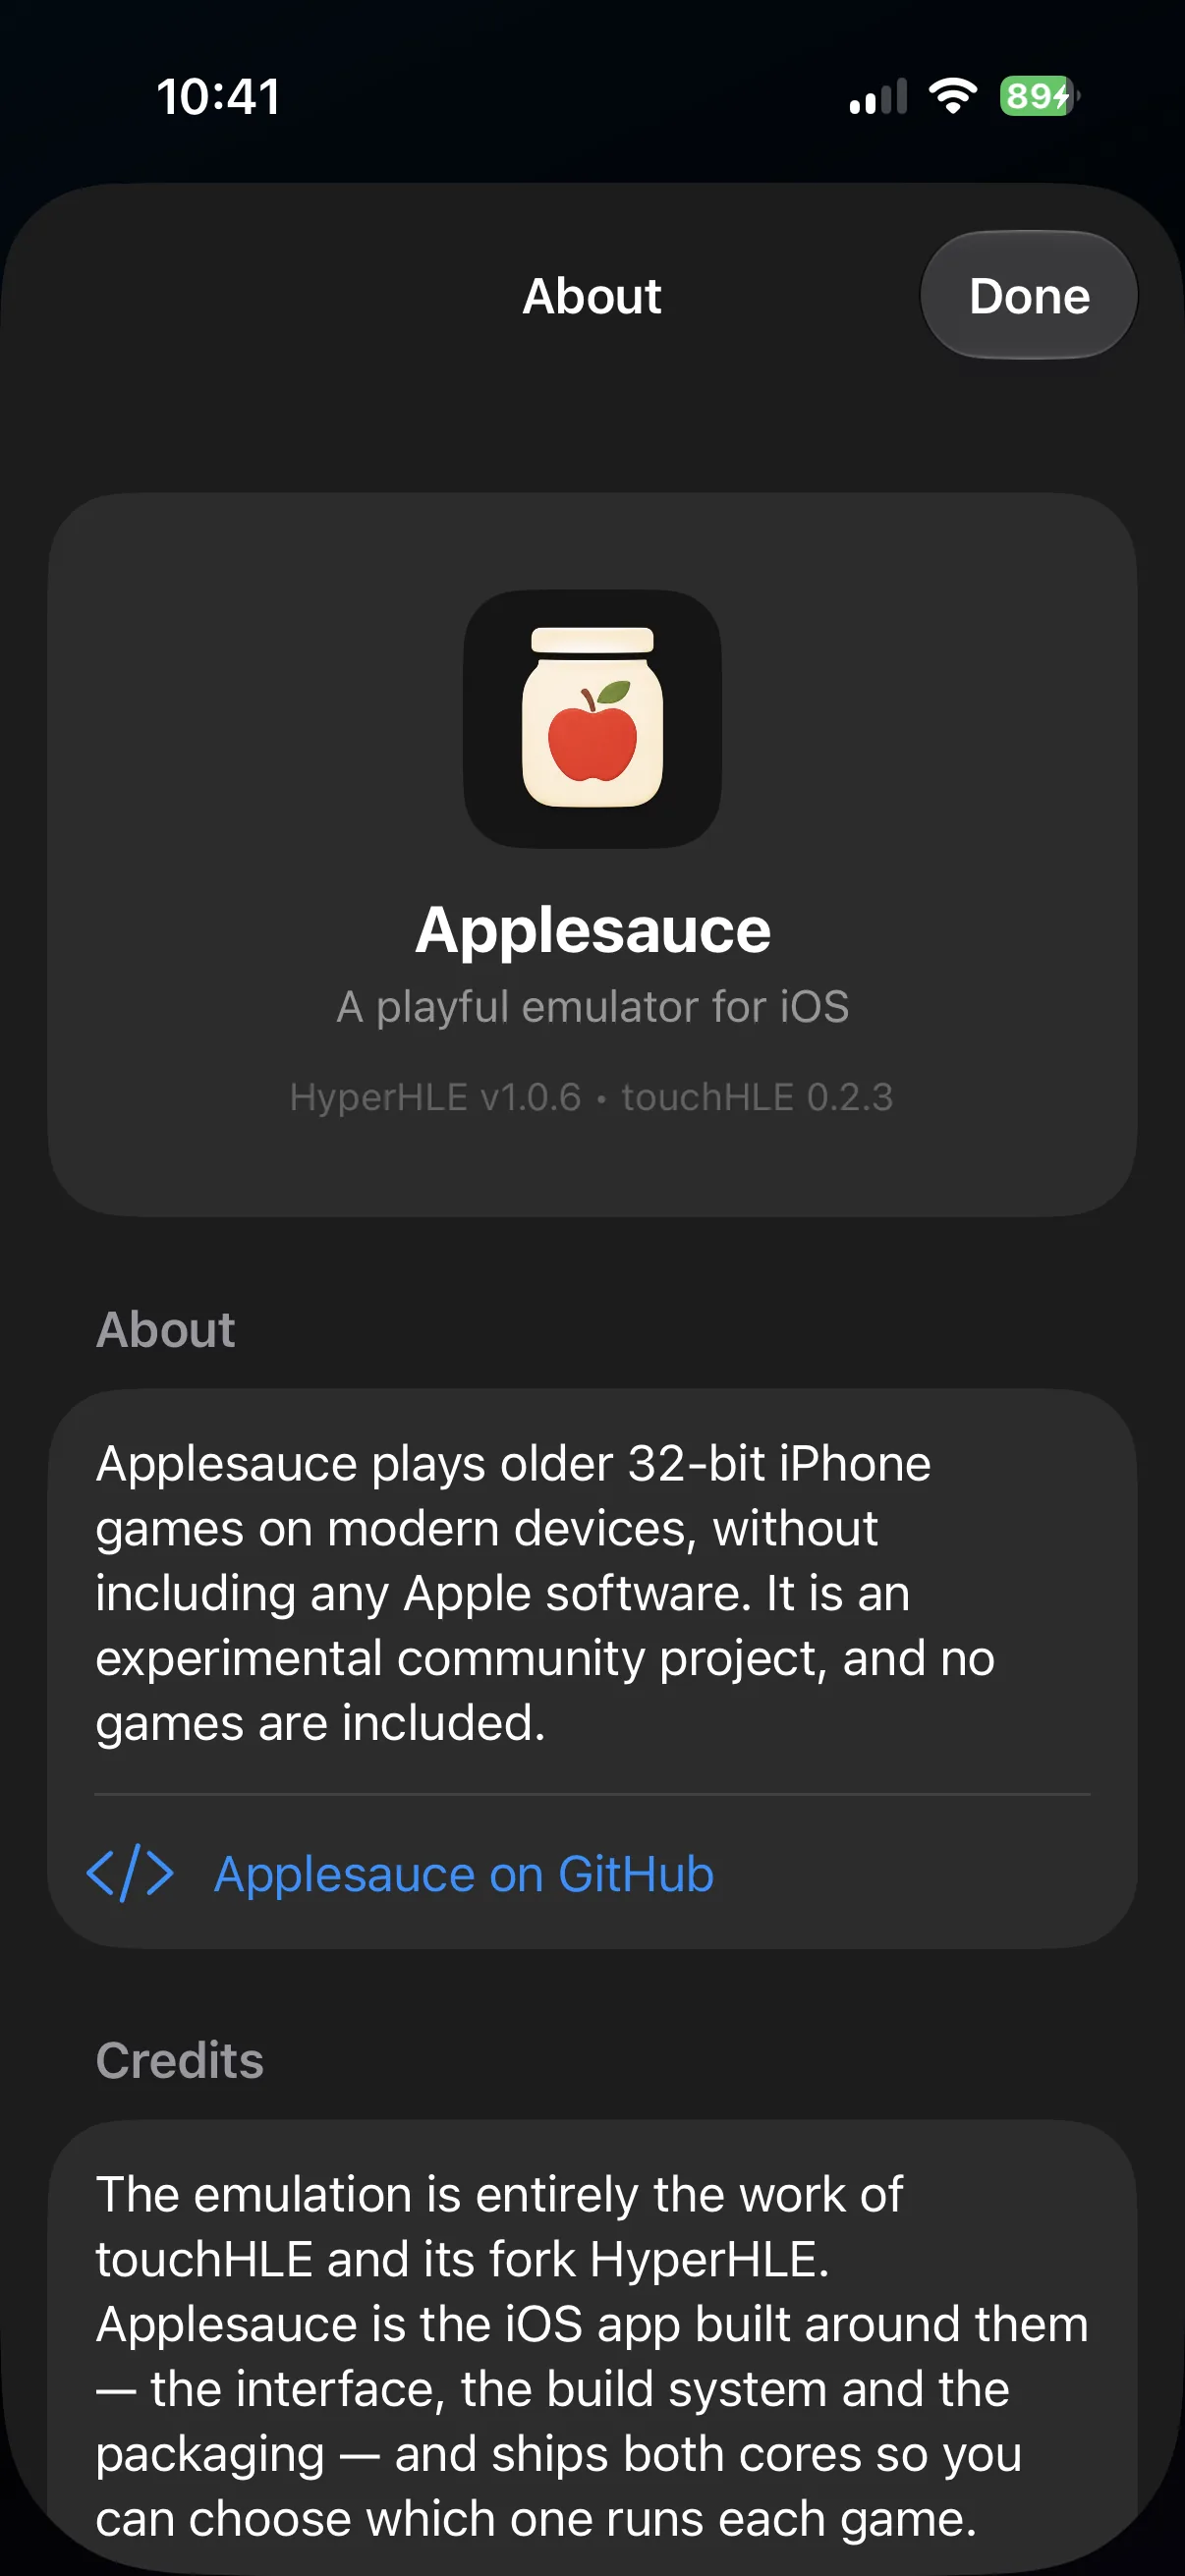 10:41
89
About
Done
Applesauce
A playful emulator for iOS
HyperHLE v1.0.6 • touchHLE 0.2.3
About
Applesauce plays older 32-bit iPhone
games on modern devices, without
including any Apple software. It is an
experimental community project, and no
games are included.
</> Applesauce on GitHub
Credits
The emulation is entirely the work of
touchHLE and its fork HyperHLE.
Applesauce is the iOS app built around them
— the interface, the build system and the
packaging — and ships both cores so you
can choose which one runs each game.